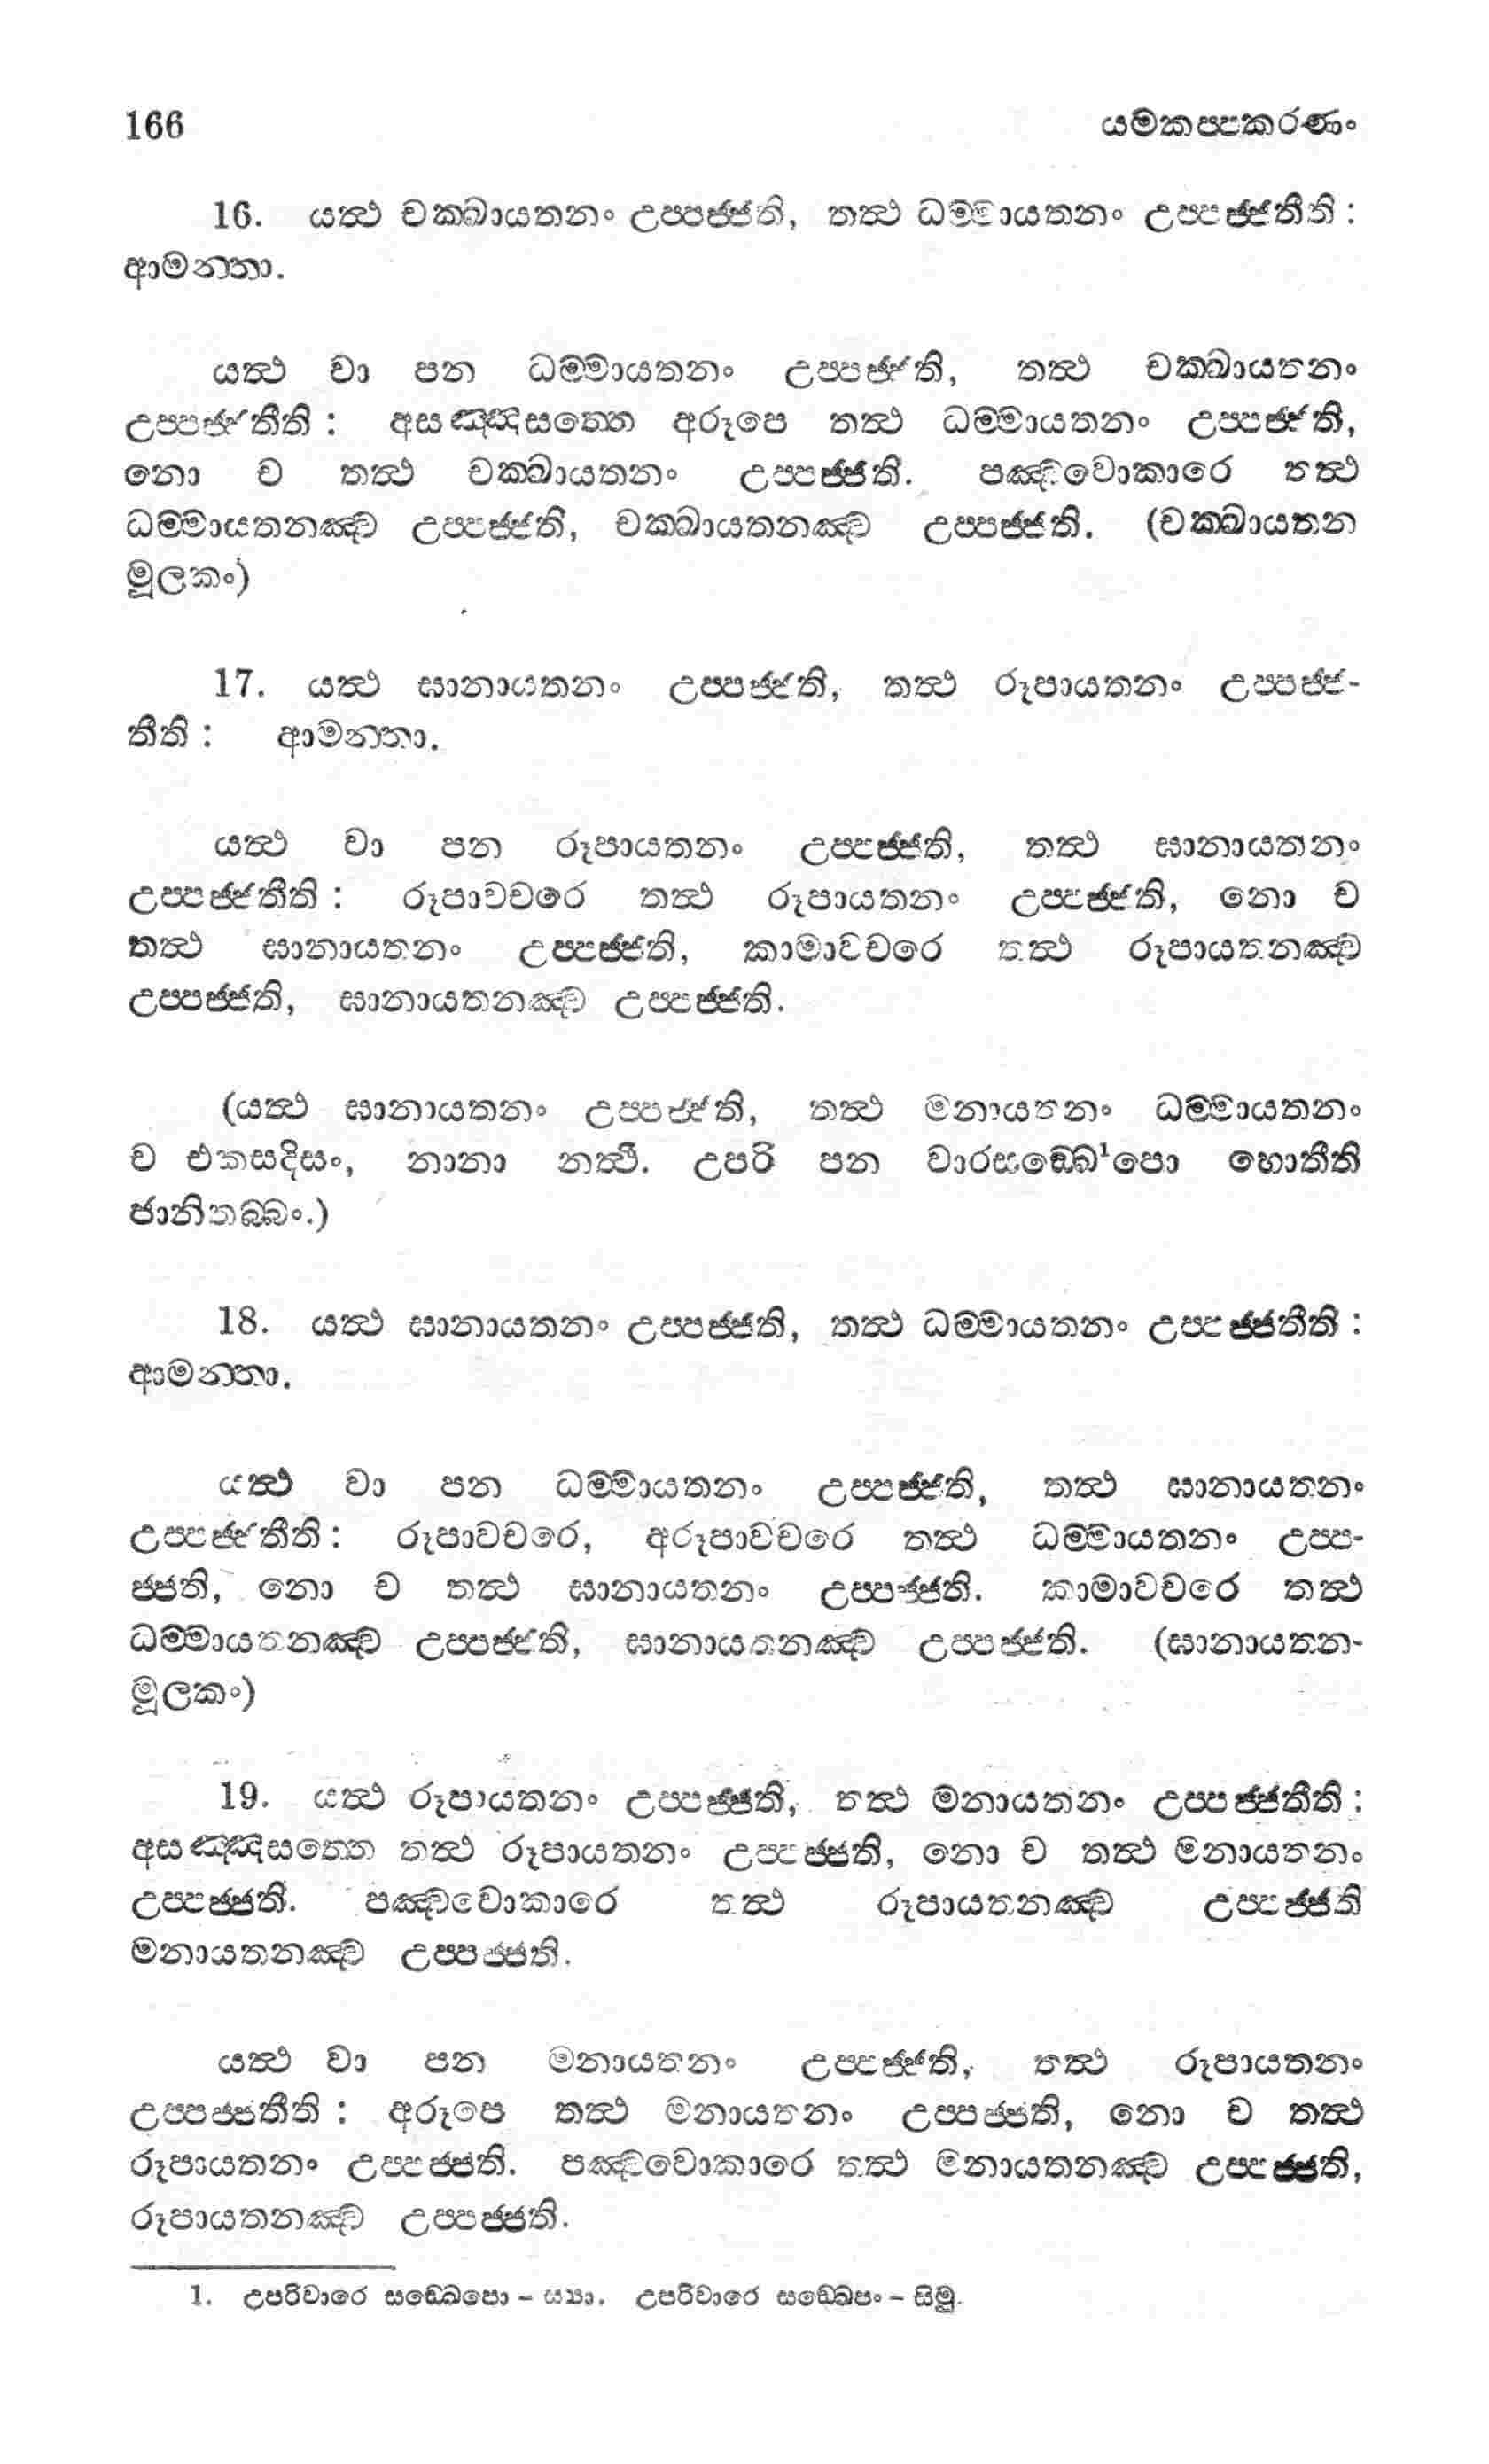 166 යමකප්පකරණං
16. යත්ථ චක්ඛායතනං උප්පජ්ජති, තත්ථ ධම්මායතනං උප්පජ්ජතීති :
ආමන්තා.
යත්ථ වා පන ධම්මායතනං උප්පජ්ජති, තත්ථ චක්ඛායතනං
උප්පජ්ජතීති : අසඤ්ඤසත්තෙ අරූපෙ තත්ථ ධම්මායතනං උප්පජ්ජති,
නො ච තත්ථ චක්ඛායතනං උප්පජ්ජති. පඤ්චවොකාරෙ තත්ථ
ධම්මායතනඤ්ච උප්පජ්ජති, චක්ඛායතනඤ්ච උප්පජ්ජති. (චක්ඛායතන
මූලකං)
17. යත්ථ ඝානායතනං උප්පජ්ජති, තත්ථ රූපායතනං උප්පජ්ජ-
තීති : ආමන්තා.
යත්ථ වා පන රූපායතනං උප්පජ්ජති, තත්ථ ඝානායතනං
උප්පජ්ජතීති : රූපාවචරෙ තත්ථ රූපායතනං උප්පජ්ජති, නො ච
තත්ථ ඝානායතනං උප්පජ්ජති, කාමාවචරෙ තත්ථ රූපායතනඤ්ච
උප්පජ්ජති, ඝානායතනඤ්ච උප්පජ්ජති.
(යත්ථ ඝානායතනං උප්පජ්ජති, තත්ථ මනායතනං ධම්මායතනං
ච එකසදිසං, නානා නත්ථි. උපරි පන වාරසඞ්ඛෙ¹පො හොතීති
ජානිතබ්බං.)
18. යත්ථ ඝානායතනං උප්පජ්ජති, තත්ථ ධම්මායතනං උප්පජ්ජතීති :
ආමන්තා.
යත්ථ වා පන ධම්මායතනං උප්පජ්ජති, තත්ථ ඝානායතනං
උප්පජ්ජතීති : රූපාවචරෙ, අරූපාවචරෙ තත්ථ ධම්මායතනං උප්ප-
ජ්ජති, නො ච තත්ථ ඝානායතනං උප්පජ්ජති. කාමාවචරෙ තත්ථ
ධම්මායතනඤ්ච උප්පජ්ජති, ඝානායතනඤ්ච උප්පජ්ජති. (ඝානායතන-
මූලකං)
19. යත්ථ රූපායතනං උප්පජ්ජති, තත්ථ මනායතනං උප්පජ්ජතීති :
අසඤ්ඤසත්තෙ තත්ථ රූපායතනං උප්පජ්ජති, නො ච තත්ථ මනායතනං
උප්පජ්ජති. පඤ්චවොකාරෙ තත්ථ රූපායතනඤ්ච උප්පජ්ජති
මනායතනඤ්ච උප්පජ්ජති.
යත්ථ වා පන මනායතනං උප්පජ්ජති, තත්ථ රූපායතනං
උප්පජ්ජතීති : අරූපෙ තත්ථ මනායතනං උප්පජ්ජති, නො ච තත්ථ
රූපායතනං උප්පජ්ජති. පඤ්චවොකාරෙ තත්ථ මනායතනඤ්ච උප්පජ්ජති,
රූපායතනඤ්ච උප්පජ්ජති.
1. උපරිවාරෙ සඞ්ඛෙපො – ස්‍යා. උපරිවාරෙ සඞ්ඛෙපං – සීමු.